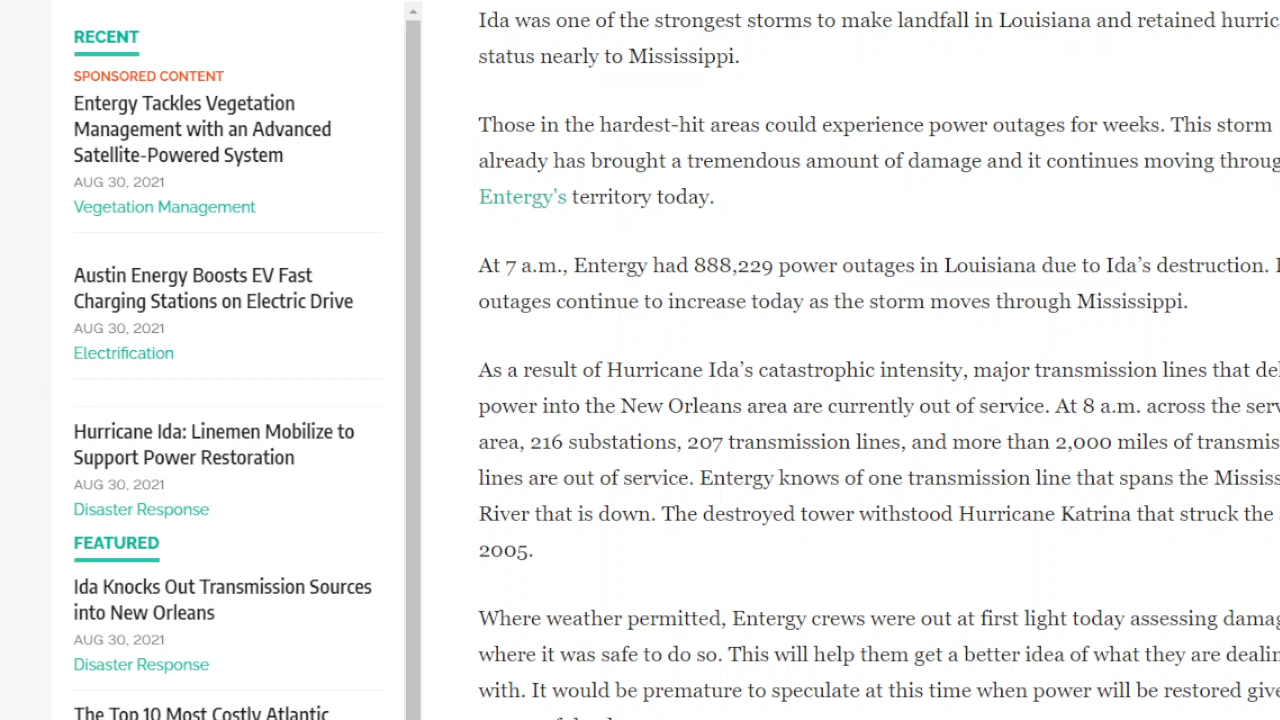 RECENT
SPONSORED CONTENT
Entergy Tackles Vegetation
Management with an Advanced
Satellite-Powered System
AUG 30, 2021
Vegetation Management
Austin Energy Boosts EV Fast
Charging Stations on Electric Drive
AUG 30, 2021
Electrification
Hurricane Ida: Linemen Mobilize to
Support Power Restoration
AUG 30, 2021
Disaster Response
FEATURED
Ida Knocks Out Transmission Sources
into New Orleans
AUG 30, 2021
Disaster Response
The Top 10 Most Costly Atlantic
Ida was one of the strongest storms to make landfall in Louisiana and retained
status nearly to Mississippi.
Those in the hardest-hit areas could experience power outages for weeks. This storm
already has brought a tremendous amount of damage and it continues moving
Entergy's territory today.
At 7 a.m., Entergy had 888,229 power outages in Louisiana due to Ida’s destruction.
outages continue to increase today as the storm moves through Mississippi.
As a result of Hurricane Ida’s catastrophic intensity, major transmission lines that
power into the New Orleans area are currently out of service. At 8 a.m. across the
area, 216 substations, 207 transmission lines, and more than 2,000 miles of
lines are out of service. Entergy knows of one transmission line that spans the
River that is down. The destroyed tower withstood Hurricane Katrina that struck the
2005.
Where weather permitted, Entergy crews were out at first light today assessing
where it was safe to do so. This will help them get a better idea of what they are
with. It would be premature to speculate at this time when power will be restored